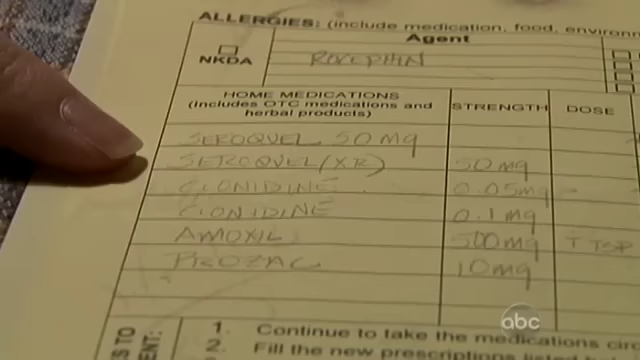 ALLERGIES: (include medication, food, environ
Agent
NKDA
ROCEPHIN
HOME MEDICATIONS
(Includes OTC medications and
herbal products)
STRENGTH
DOSE
SEROQUEL 50mg
SEROQUEL (XR) 50mg
CLONIDINE 0.05mg
CLONIDINE 0.1mg
AMOXIL 500mg
PROZAC 10mg
abc
1. Continue to take the medications circ
2. Fill the new prescriptions listed